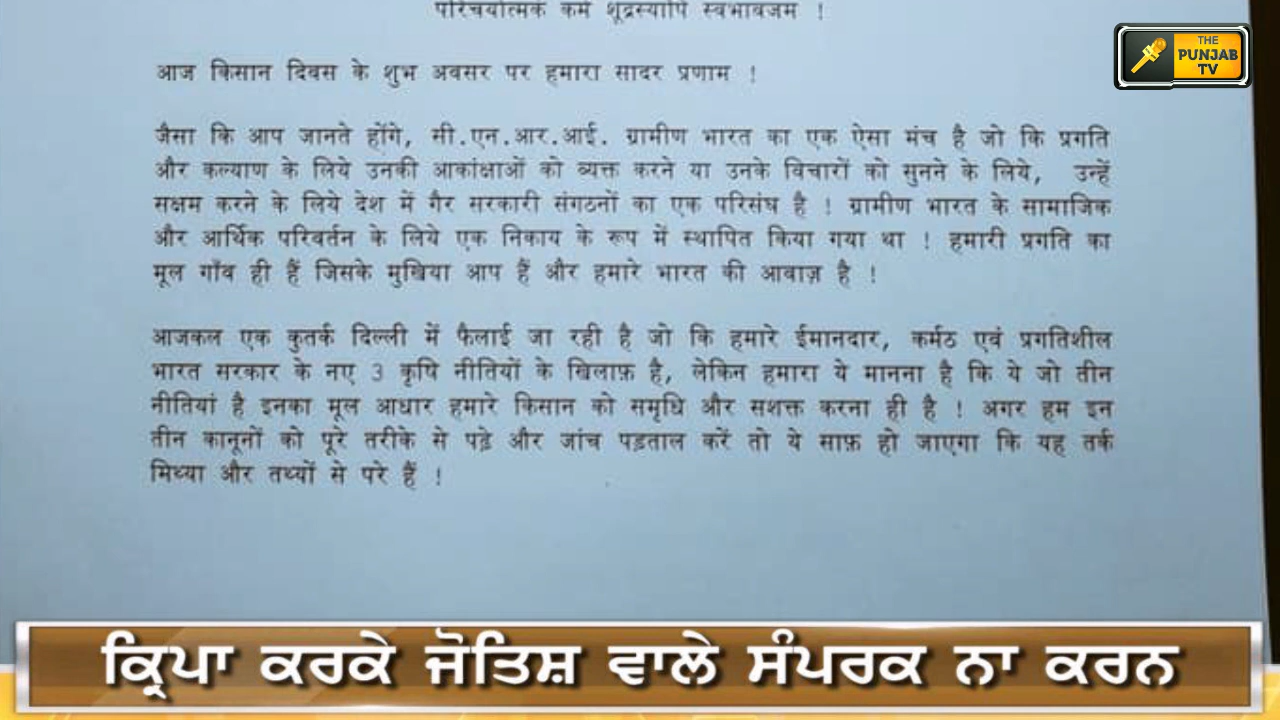 परिचर्यात्मकं कर्म शूद्रस्यापि स्वभावजम !
THE
PUNJAB
TV
आज किसान दिवस के शुभ अवसर पर हमारा सादर प्रणाम !
जैसा कि आप जानते होंगे, सी.एन.आर.आई. ग्रामीण भारत का एक ऐसा मंच है जो कि प्रगति
और कल्याण के लिये उनकी आकांक्षाओं को व्यक्त करने या उनके विचारों को सुनने के लिये, उन्हें
सक्षम करने के लिये देश में गैर सरकारी संगठनों का एक परिसंघ है ! ग्रामीण भारत के सामाजिक
और आर्थिक परिवर्तन के लिये एक निकाय के रूप में स्थापित किया गया था ! हमारी प्रगति का
मूल गाँव ही हैं जिसके मुखिया आप हैं और हमारे भारत की आवाज़ है !
आजकल एक कुतर्क दिल्ली में फैलाई जा रही है जो कि हमारे ईमानदार, कर्मठ एवं प्रगतिशील
भारत सरकार के नए 3 कृषि नीतियों के खिलाफ़ है, लेकिन हमारा ये मानना है कि ये जो तीन
नीतियां है इनका मूल आधार हमारे किसान को समृधि और सशक्त करना ही है ! अगर हम इन
तीन कानूनों को पूरे तरीके से पढ़े और जांच पड़ताल करें तो ये साफ़ हो जाएगा कि यह तर्क
मिथ्या और तथ्यों से परे हैं !
ਕ੍ਰਿਪਾ ਕਰਕੇ ਜੋਤਿਸ਼ ਵਾਲੇ ਸੰਪਰਕ ਨਾ ਕਰਨ